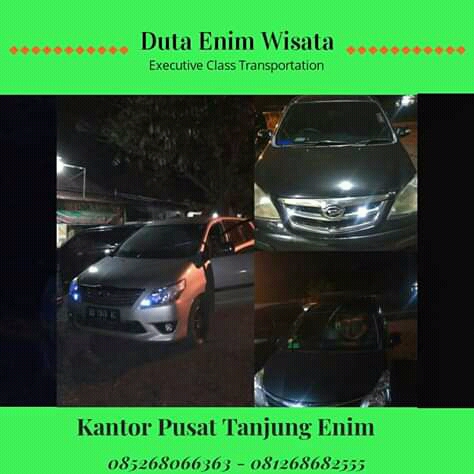 Duta Enim Wisata
Executive Class Transportation
Kantor Pusat Tanjung Enim
085268066363 - 081268682555